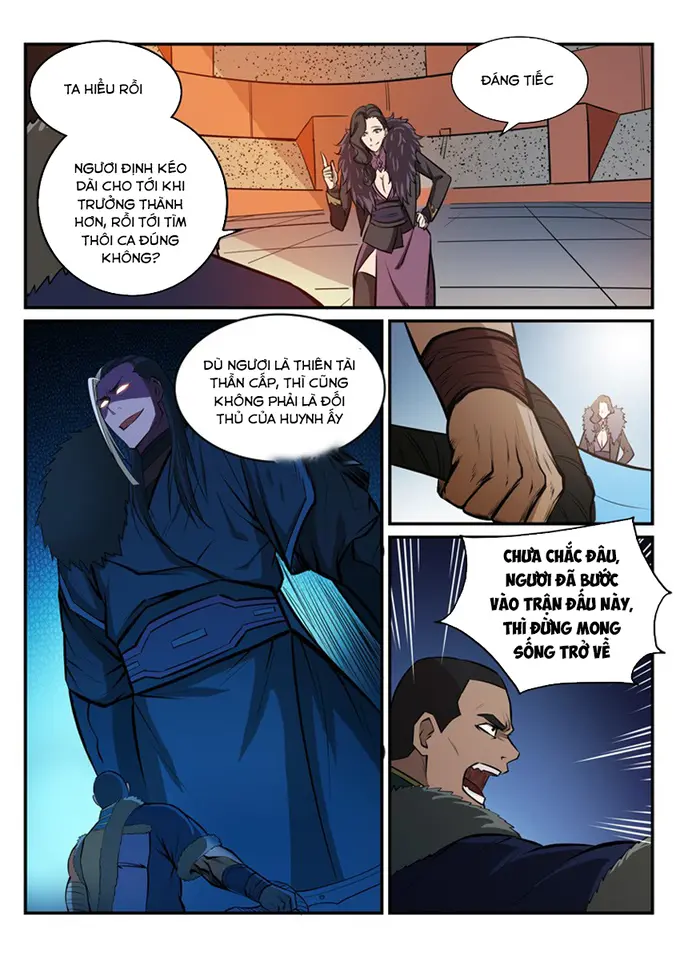 TA HIỂU RỒI
NGƯƠI ĐỊNH KÉO
DÀI CHO TỚI KHI
TRƯỞNG THÀNH
HƠN, RỒI TỚI TÌM
THÔI CA ĐÚNG
KHÔNG?
ĐÁNG TIẾC
DÙ NGƯƠI LÀ THIÊN TÀI
THẦN CẤP, THÌ CŨNG
KHÔNG PHẢI LÀ ĐỐI
THỦ CỦA HUYNH ẤY
CHƯA CHẮC ĐÂU,
NGƯƠI ĐÃ BƯỚC
VÀO TRẬN ĐẤU NÀY,
THÌ ĐỪNG MONG
SỐNG TRỞ VỀ